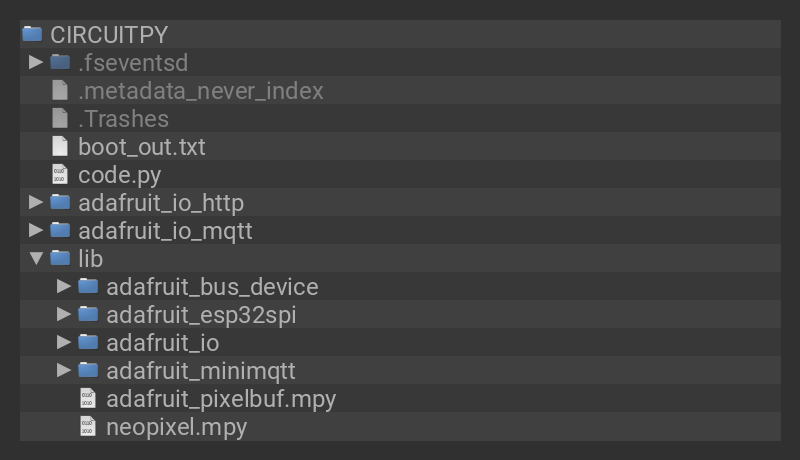 CIRCUITPY
.fseventsd
.metadata_never_index
.Trashes
boot_out.txt
code.py
adafruit_io_http
adafruit_io_mqtt
lib
adafruit_bus_device
adafruit_esp32spi
adafruit_io
adafruit_minimqtt
adafruit_pixelbuf.mpy
neopixel.mpy